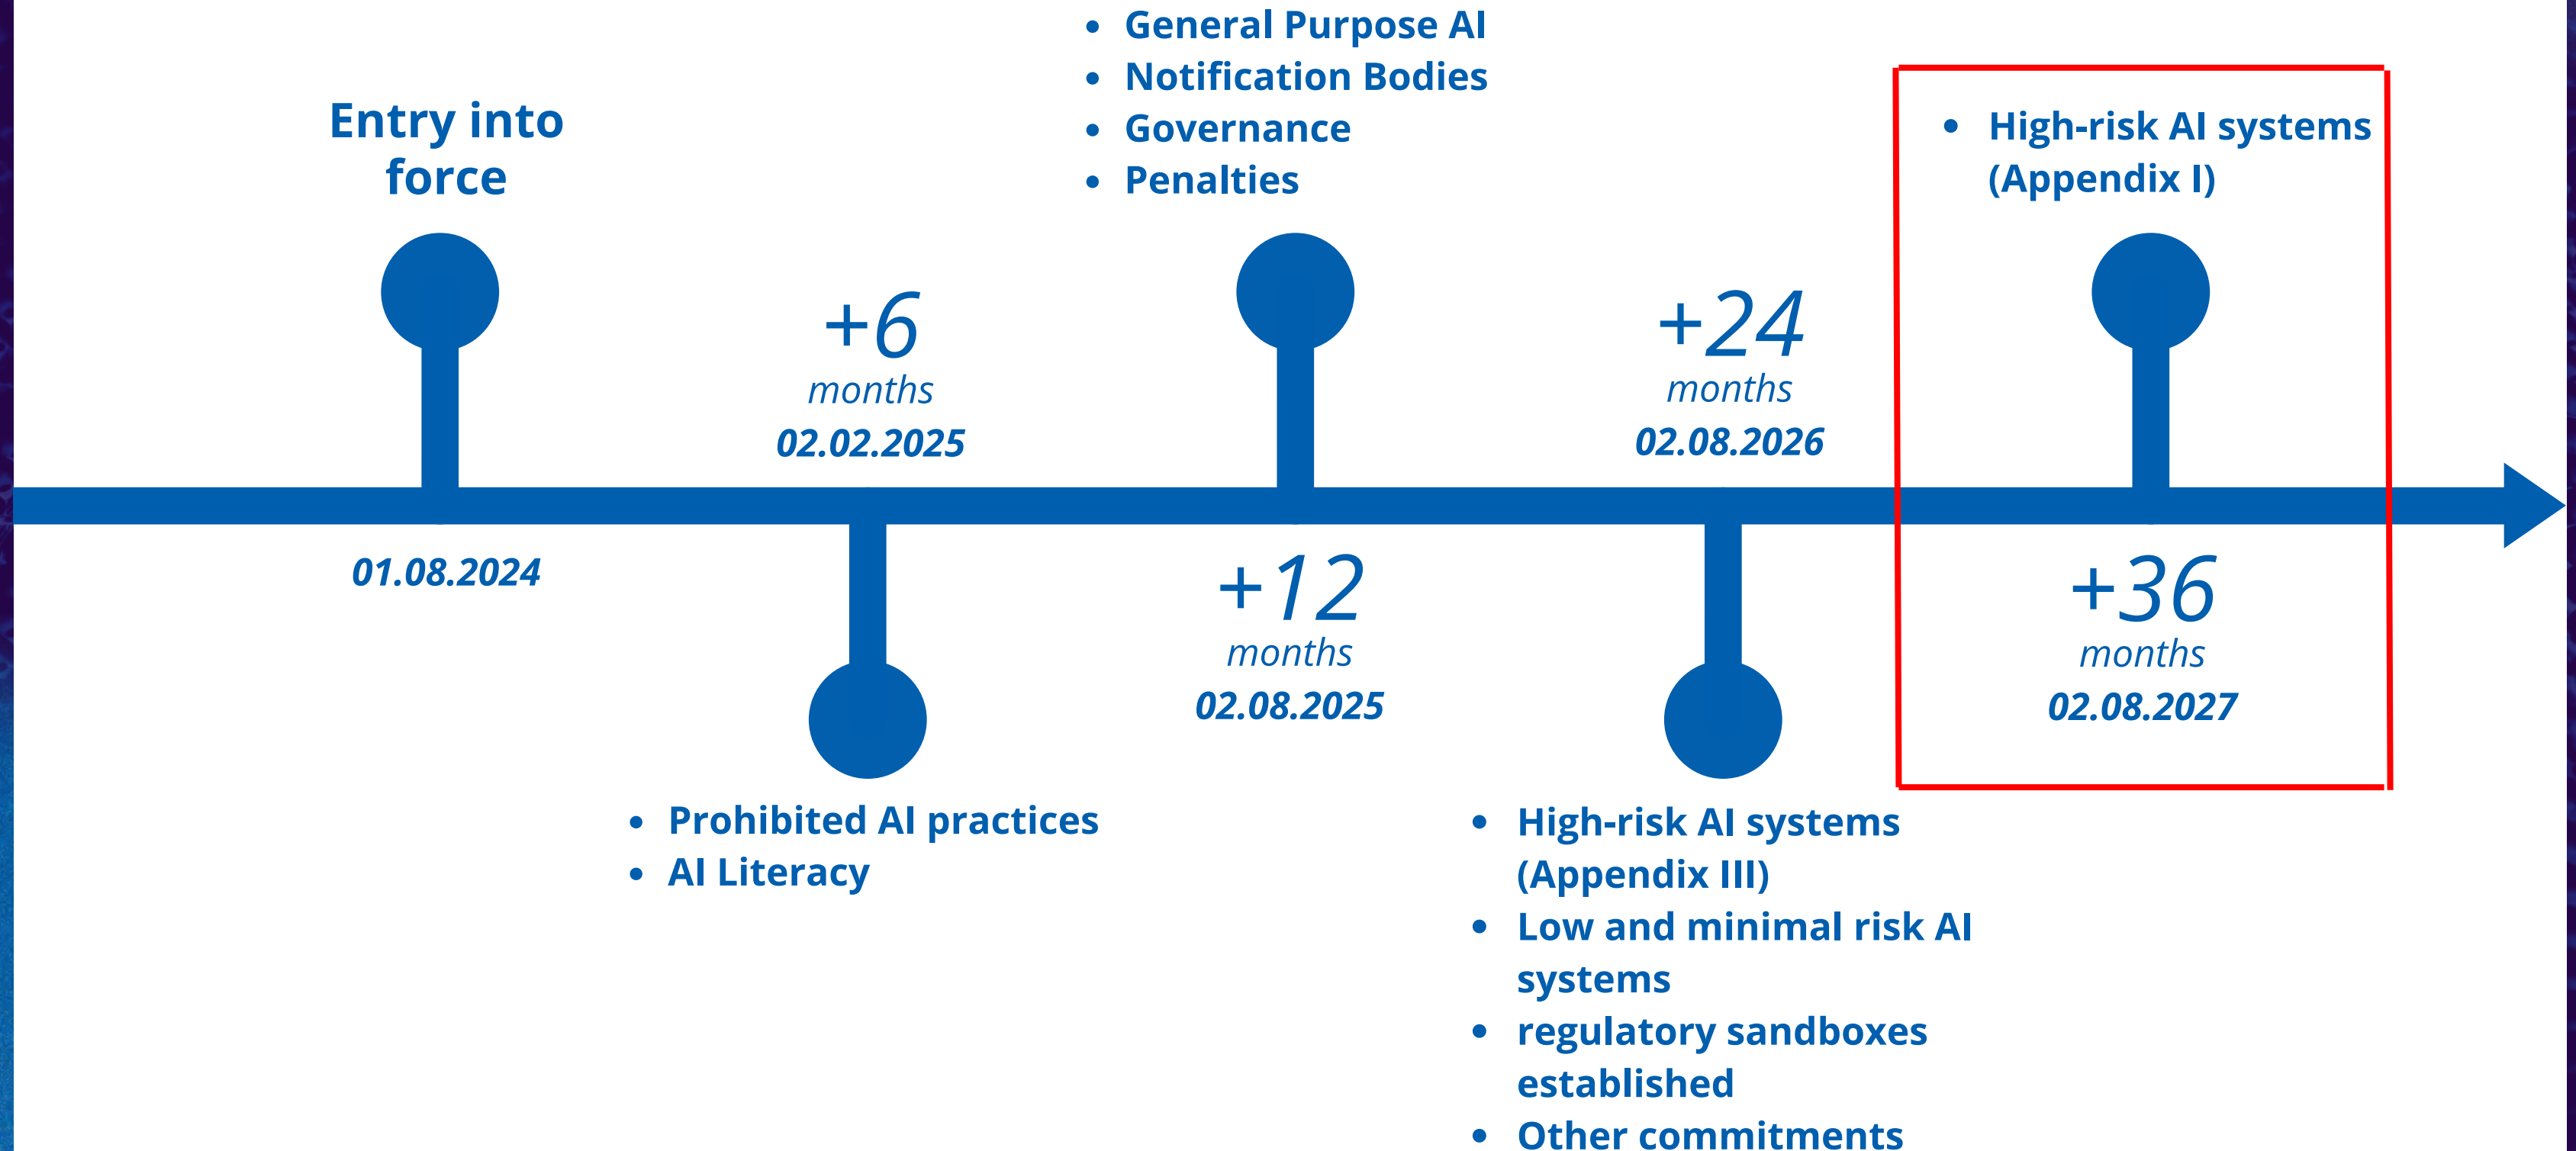 Entry into
force
01.08.2024
+6
months
02.02.2025
• Prohibited AI practices
• AI Literacy
• General Purpose AI
• Notification Bodies
• Governance
• Penalties
+12
months
02.08.2025
+24
months
02.08.2026
• High-risk AI systems
(Appendix III)
• Low and minimal risk AI
systems
• regulatory sandboxes
established
• Other commitments
• High-risk AI systems
(Appendix I)
+36
months
02.08.2027